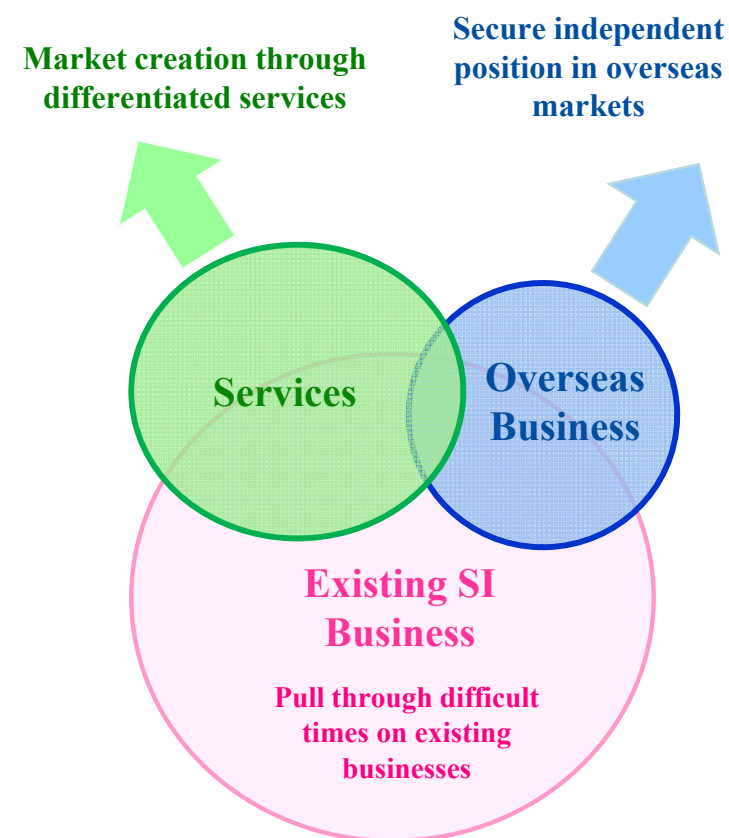 Market creation through
differentiated services
Secure independent
position in overseas
markets
Services
Overseas
Business
Existing SI
Business
Pull through difficult
times on existing
businesses